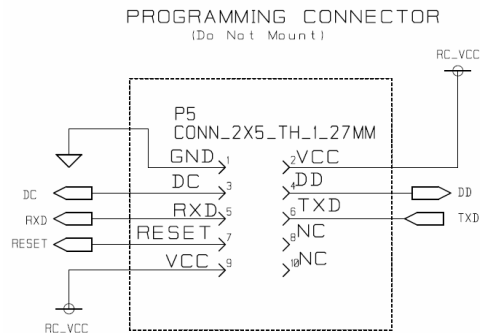 PROGRAMMING CONNECTOR
(Do Not Mount)
RC_VCC
P5
CONN_2X5_TH_1_27MM
GND 1 2 VCC
DC DC 3 4 DD DD
RXD RXD 5 6 TXD TXD
RESET RESET 7 8 NC
VCC 9 10 NC
RC_VCC